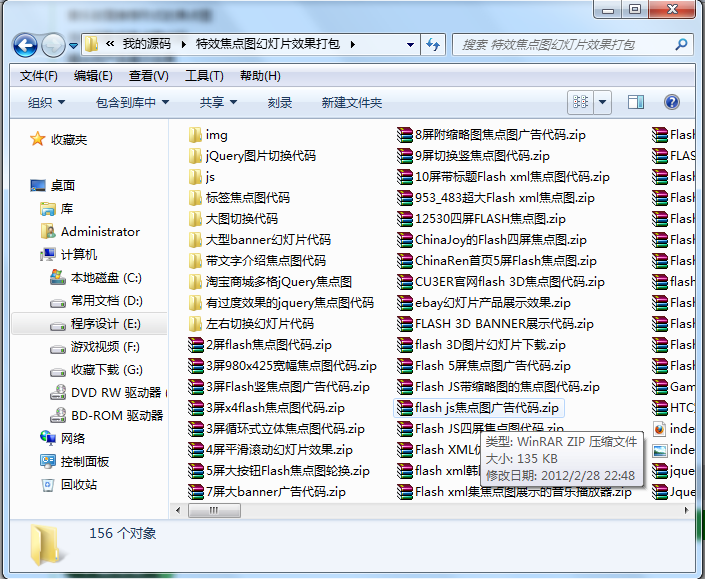 « 我的源码 特效焦点图幻灯片效果打包
搜索 特效焦点图幻灯片效果打包
文件(F) 编辑(E) 查看(V) 工具(T) 帮助(H)
组织 包含到库中 共享 刻录 新建文件夹
收藏夹
桌面
库
Administrator
计算机
本地磁盘 (C:)
常用文档 (D:)
程序设计 (E:)
游戏视频 (F:)
收藏下载 (G:)
DVD RW 驱动器
BD-ROM 驱动器
网络
控制面板
回收站
img
jQuery图片切换代码
js
标签焦点图代码
大图切换代码
大型banner幻灯片代码
带文字介绍焦点图代码
淘宝商城多格jQuery焦点图
有过度效果的jquery焦点图代码
左右切换幻灯片代码
2屏flash焦点图代码.zip
3屏980x425宽幅焦点图代码.zip
3屏Flash竖焦点图广告代码.zip
3屏x4flash焦点图代码.zip
3屏循环式立体焦点图代码.zip
4屏平滑滚动幻灯片效果.zip
5屏大按钮Flash焦点图轮换.zip
7屏大banner广告代码.zip
8屏附缩略图焦点图广告代码.zip
9屏切换竖焦点图代码.zip
10屏带标题Flash xml焦点图代码.zip
953_483超大Flash xml焦点图.zip
12530四屏FLASH焦点图.zip
ChinaJoy的Flash四屏焦点图.zip
ChinaRen首页5屏Flash焦点图.zip
CU3ER官网flash 3D焦点图代码.zip
ebay幻灯片产品展示效果.zip
FLASH 3D BANNER展示代码.zip
flash 3D图片幻灯片下载.zip
Flash 5屏焦点图广告代码.zip
Flash JS带缩略图的焦点图代码.zip
flash js焦点图广告代码.zip
Flash JS四屏焦点图代码.zip
Flash XML
flash xml
Flash xml集焦点图展示的音乐播放器.zip
类型: WinRAR ZIP 压缩文件
大小: 135 KB
修改日期: 2012/2/28 22:48
Flash
FLAS
Flash
Flash
Flash
Flash
Flash
flash
Flash
Flash
Flash
Flash
Gam
HTC
inde
inde
jque
Jque
156 个对象